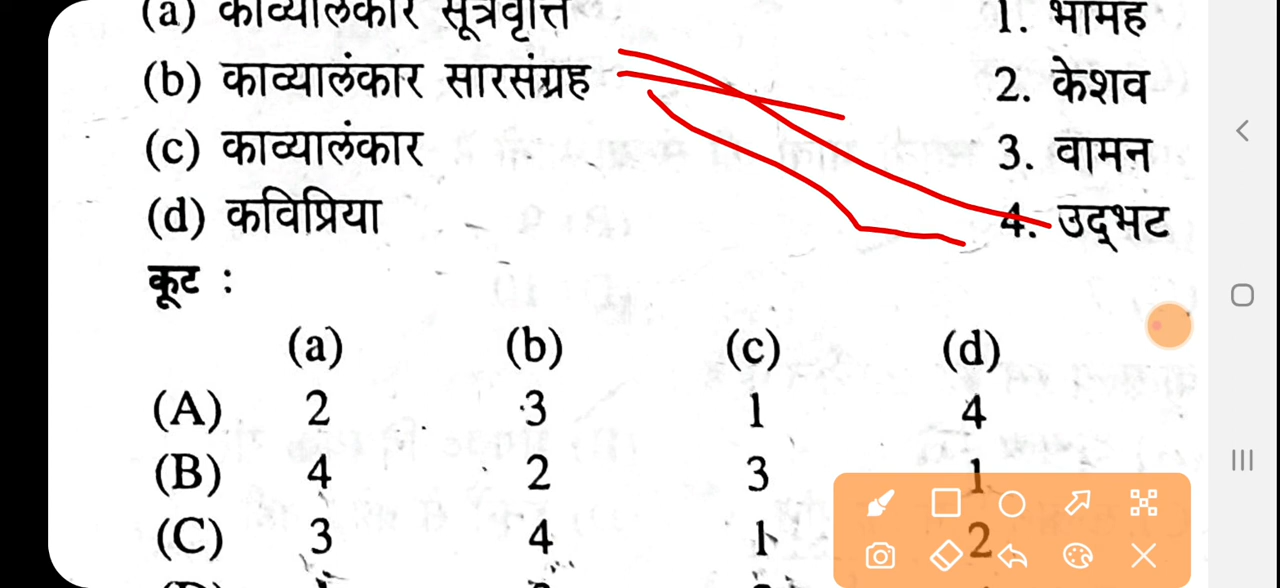 (a) काव्यालंकार सूत्रवृत्ति 1. भामह
(b) काव्यालंकार सारसंग्रह 2. केशव
(c) काव्यालंकार 3. वामन
(d) कविप्रिया 4. उद्‌भट
कूट :
(a) (b) (c) (d)
(A) 2 3 1 4
(B) 4 2 3 1
(C) 3 4 1 2